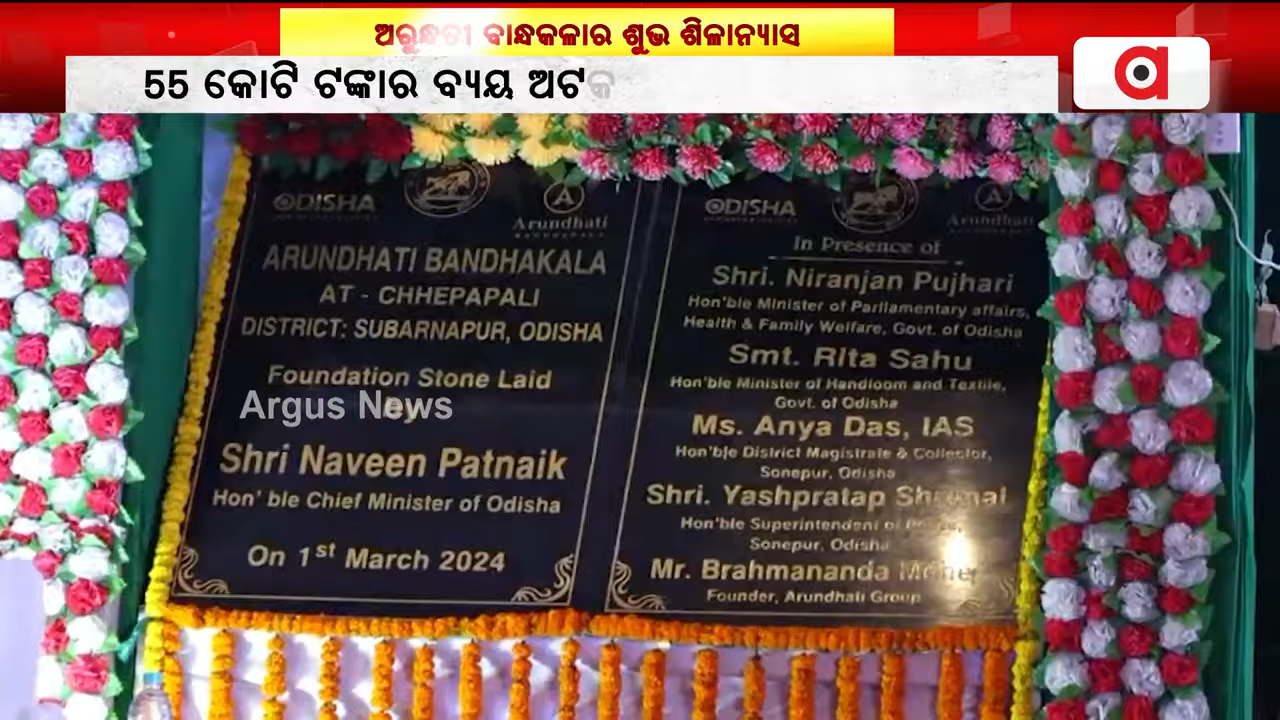 ଅରୁନ୍ଧତୀ ବାନ୍ଧକଳାର ଶୁଭ ଶିଳାନ୍ୟାସ
55 କୋଟି ଟଙ୍କାର ବ୍ୟୟ ଅଟକ
a
ODISHA
A
Arundhati
ARUNDHATI BANDHAKALA
AT - CHHEPAPALI
DISTRICT: SUBARNAPUR, ODISHA
Foundation Stone Laid
By
Argus News
Shri Naveen Patnaik
Hon' ble Chief Minister of Odisha
On 1st March 2024
ODISHA
A
Arundhati
In Presence of
Shri. Niranjan Pujhari
Hon'ble Minister of Parliamentary affairs,
Health & Family Welfare, Govt. of Odisha
Smt. Rita Sahu
Hon'ble Minister of Handloom and Textile,
Govt. of Odisha
Ms. Anya Das, IAS
Hon'ble District Magistrate & Collector,
Sonepur, Odisha
Shri. Yashpratap
Hon'ble Superintendent of Police,
Sonepur, Odisha
Mr. Brahmananda
Founder, Arundhati Group